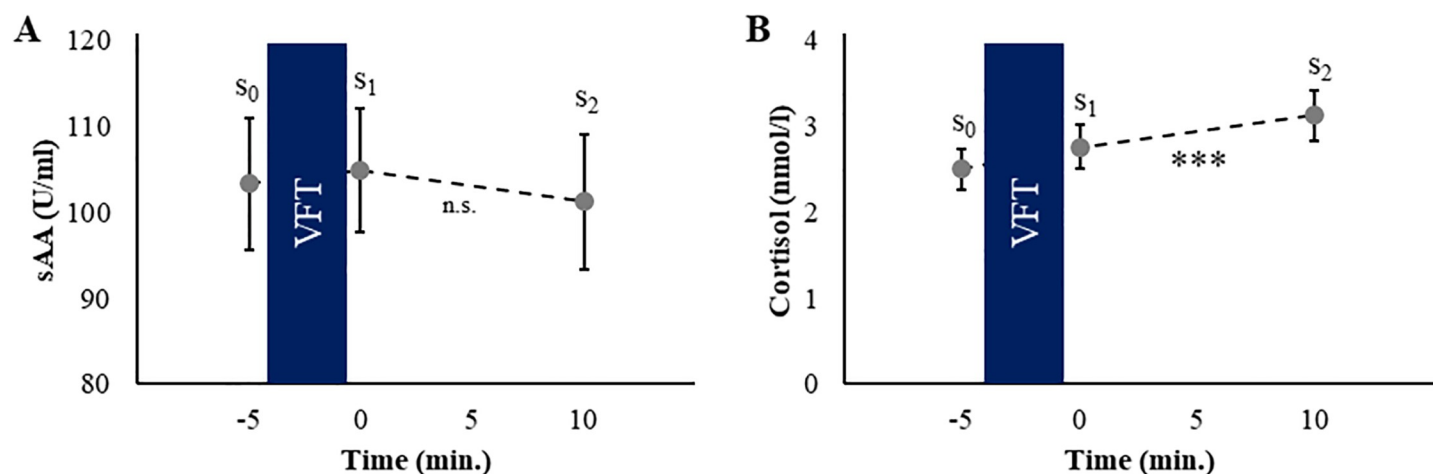 A
sAA (U/ml)
120
110
100
90
80
s0
VFT
s1
n.s.
s2
-5
0
10
5
Time (min.)
B
Cortisol (nmol/l)
4
3
2
1
0
s0
VFT
s1
***
s2
-5
0
5
10
Time (min.)